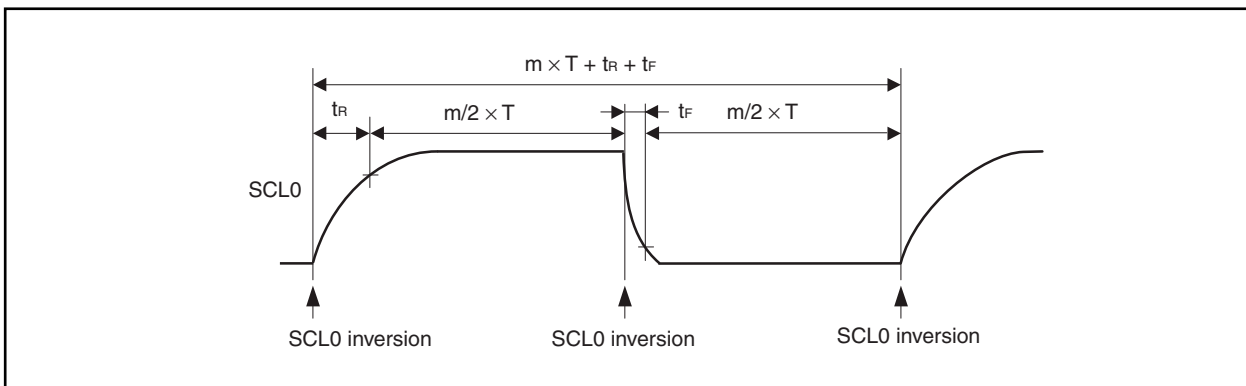 m × T + tR + tF
tR
m/2 × T
tF
m/2 × T
SCL0
SCL0 inversion
SCL0 inversion
SCL0 inversion